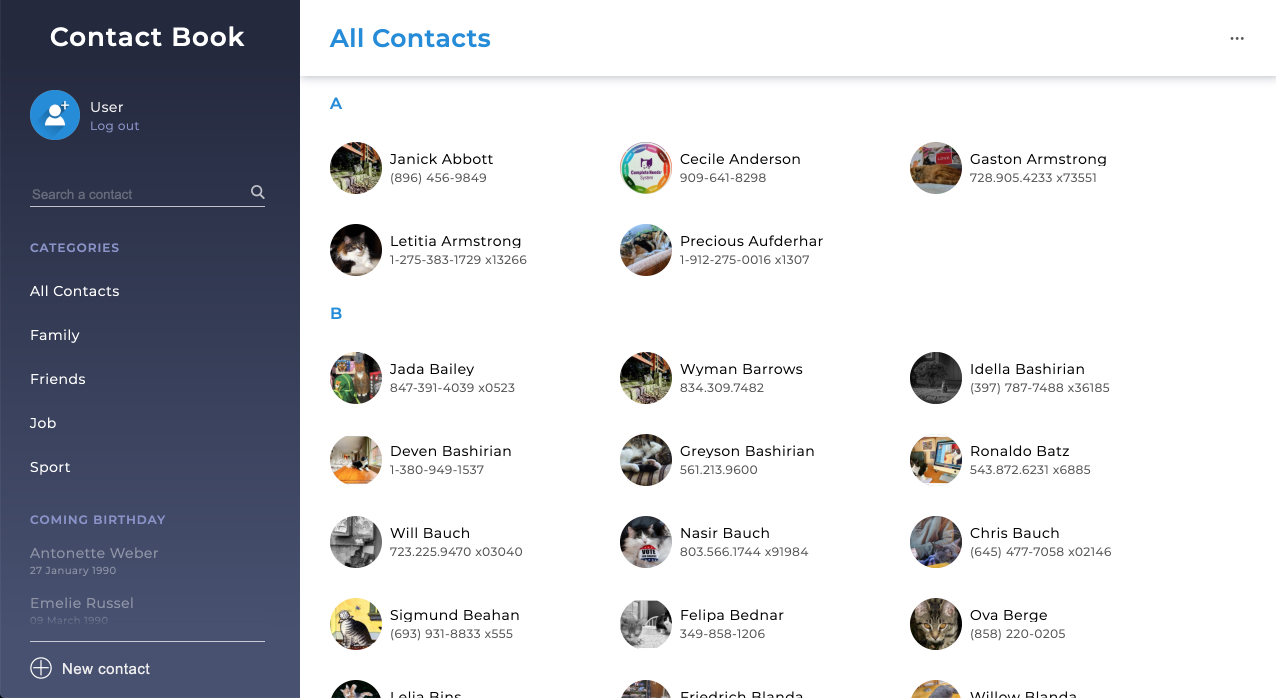 Contact Book
User
Log out
Search a contact
CATEGORIES
All Contacts
Family
Friends
Job
Sport
COMING BIRTHDAY
Antonette Weber
27 January 1990
Emelie Russel
09 March 1990
New contact
All Contacts
A
Janick Abbott
(896) 456-9849
Cecile Anderson
909-641-8298
Gaston Armstrong
728.905.4233 x73551
Letitia Armstrong
1-275-383-1729 x13266
Precious Aufderhar
1-912-275-0016 x1307
B
Jada Bailey
847-391-4039 x0523
Wyman Barrows
834.309.7482
Idella Bashirian
(397) 787-7488 x36185
Deven Bashirian
1-380-949-1537
Greyson Bashirian
561.213.9600
Ronaldo Batz
543.872.6231 x6885
Will Bauch
723.225.9470 x03040
Nasir Bauch
803.566.1744 x91984
VOTE
Chris Bauch
(645) 477-7058 x02146
Sigmund Beahan
(693) 931-8833 x555
Felipa Bednar
349-858-1206
Ova Berge
(858) 220-0205
Lelia Bins
Friedrich Blanda
Willow Blanda